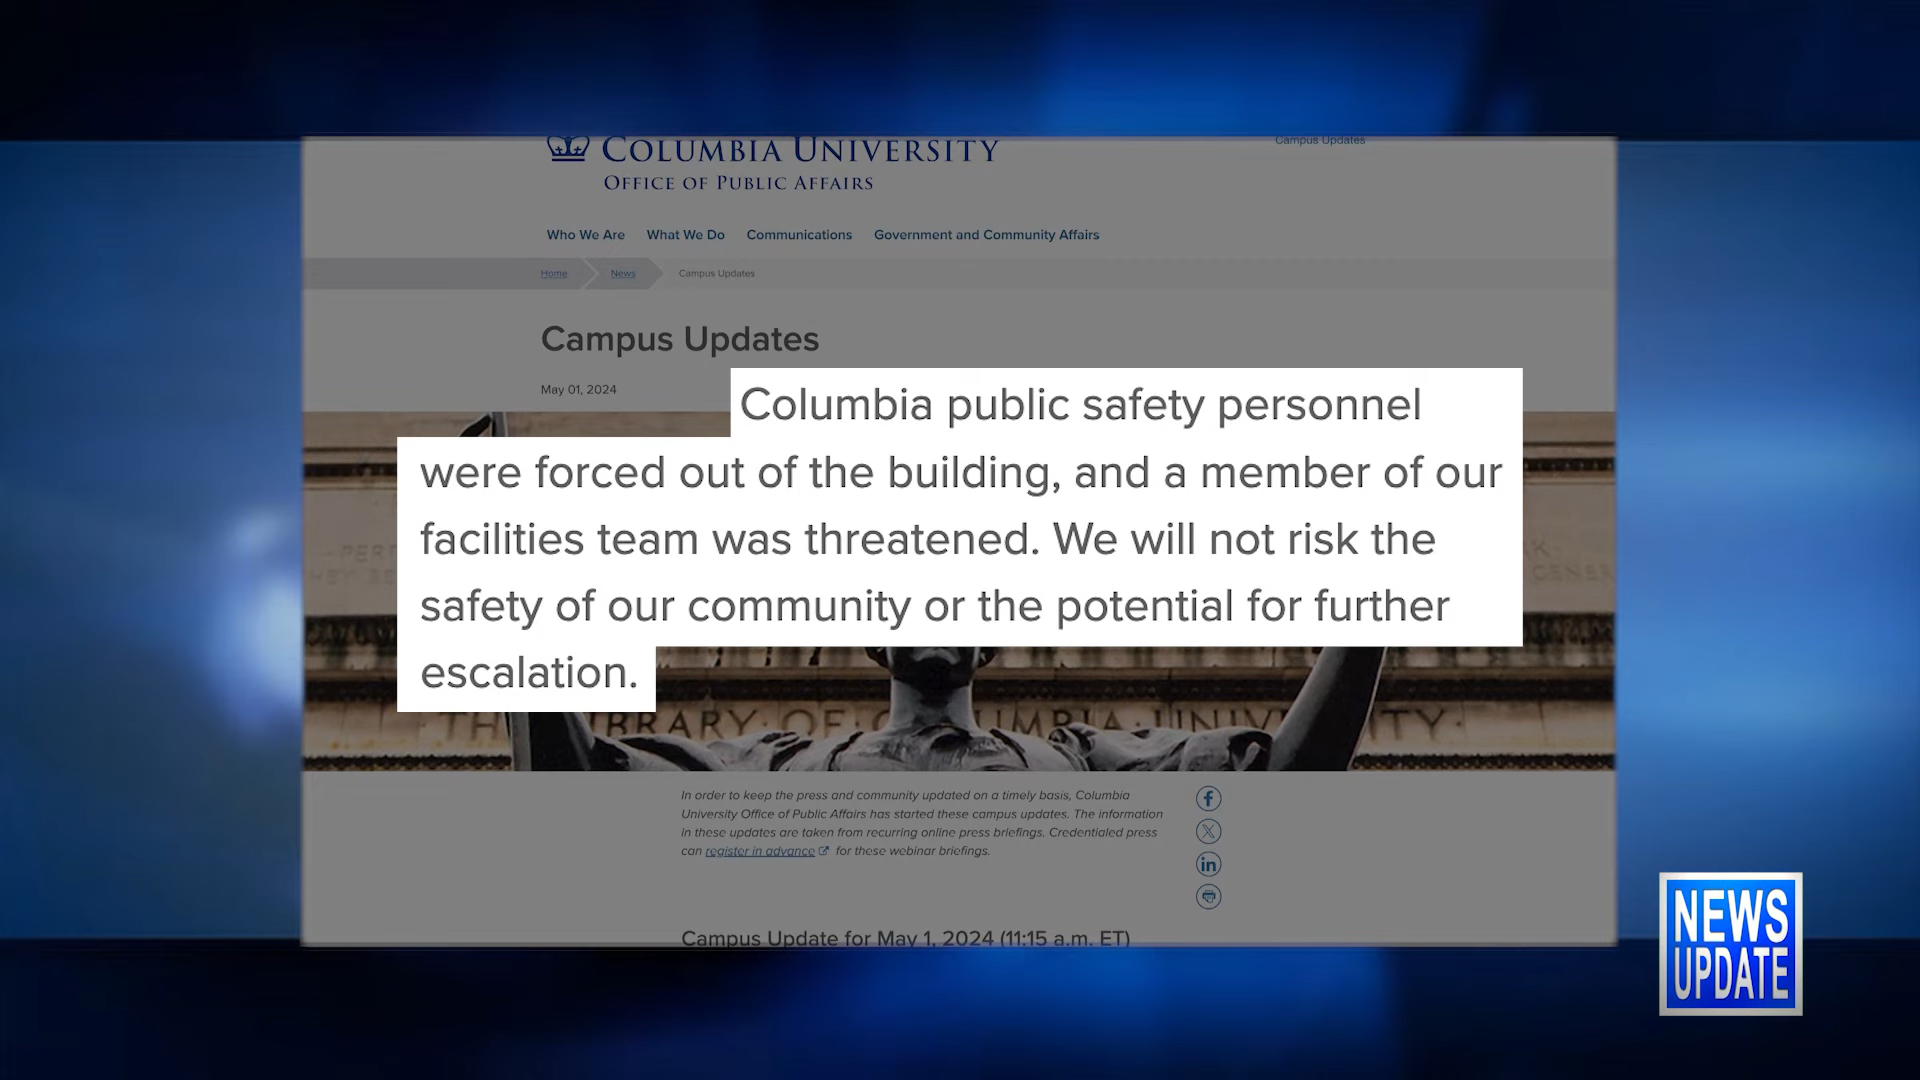 COLUMBIA UNIVERSITY
OFFICE OF PUBLIC AFFAIRS
Campus Updates
Who We Are
What We Do
Communications
Government and Community Affairs
Home
News
Campus Updates
Campus Updates
May 01, 2024
Columbia public safety personnel
were forced out of the building, and a member of our
facilities team was threatened. We will not risk the
safety of our community or the potential for further
escalation.
In order to keep the press and community updated on a timely basis, Columbia
University Office of Public Affairs has started these campus updates. The information
in these updates are taken from recurring online press briefings. Credentialed press
can register in advance for these webinar briefings.
Campus Update for May 1, 2024 (11:15 a.m. ET)
NEWS
UPDATE